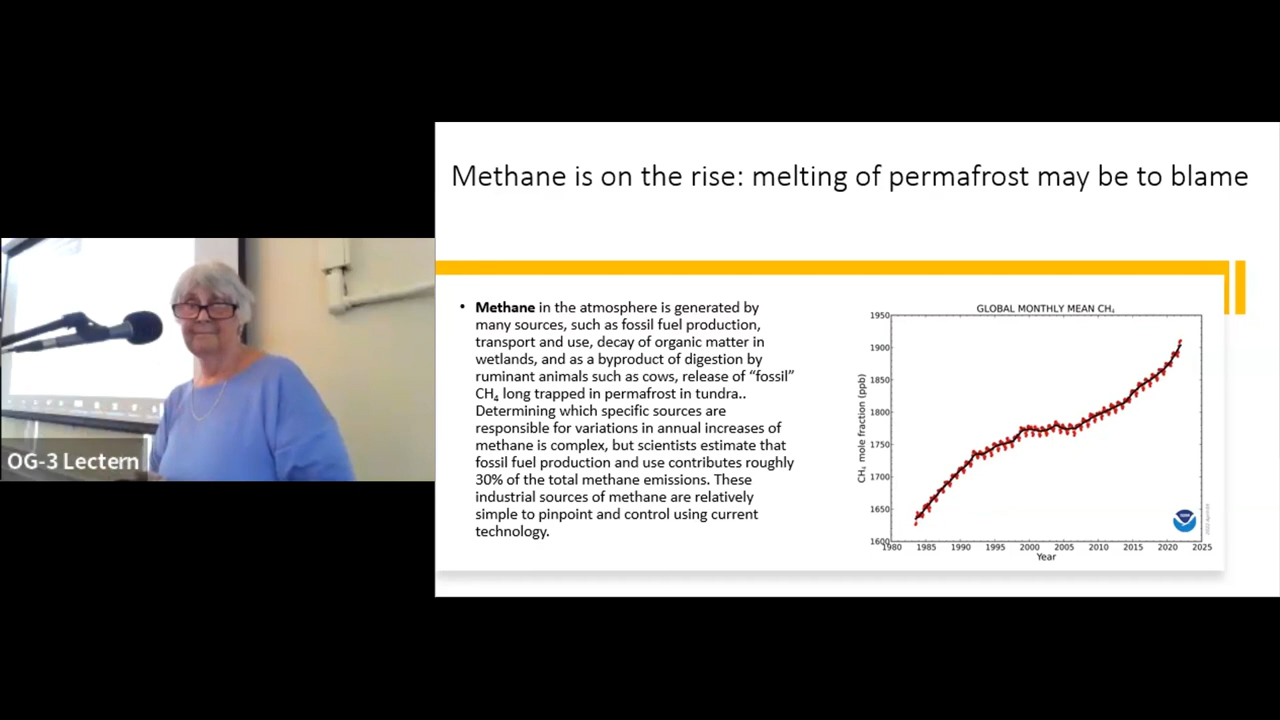 Methane is on the rise: melting of permafrost may be to blame
• Methane in the atmosphere is generated by
many sources, such as fossil fuel production,
transport and use, decay of organic matter in
wetlands, and as a byproduct of digestion by
ruminant animals such as cows, release of “fossil”
CH₄ long trapped in permafrost in tundra..
Determining which specific sources are
responsible for variations in annual increases of
methane is complex, but scientists estimate that
fossil fuel production and use contributes roughly
30% of the total methane emissions. These
industrial sources of methane are relatively
simple to pinpoint and control using current
technology.
GLOBAL MONTHLY MEAN CH₄
CH₄ mole fraction (ppb)
1950
1900
1850
1800
1750
1700
1650
1600
1980 1985 1990 1995 2000 2005 2010 2015 2020 2025
Year
OG-3 Lectern